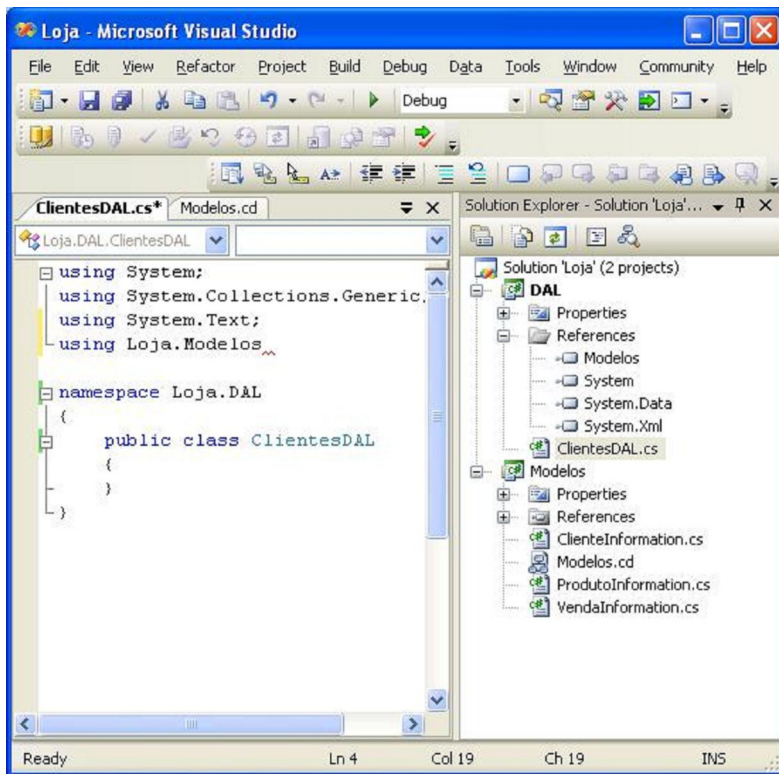 Loja - Microsoft Visual Studio
File Edit View Refactor Project Build Debug Data Tools Window Community Help
Debug
ClientesDAL.cs* Modelos.cd
Loja.DAL.ClientesDAL
using System;
using System.Collections.Generic
using System.Text;
using Loja.Modelos
namespace Loja.DAL
{
public class ClientesDAL
{
}
}
Solution Explorer - Solution 'Loja'...
Solution 'Loja' (2 projects)
DAL
Properties
References
Modelos
System
System.Data
System.Xml
ClientesDAL.cs
Modelos
Properties
References
ClienteInformation.cs
Modelos.cd
ProdutoInformation.cs
VendaInformation.cs
Ready Ln 4 Col 19 Ch 19 INS